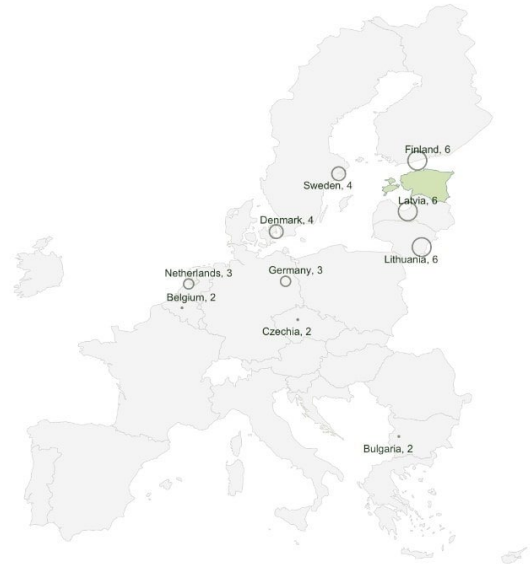 Finland, 6
Sweden, 4
Latvia, 6
Denmark, 4
Lithuania, 6
Netherlands, 3
Germany, 3
Belgium, 2
Czechia, 2
Bulgaria, 2